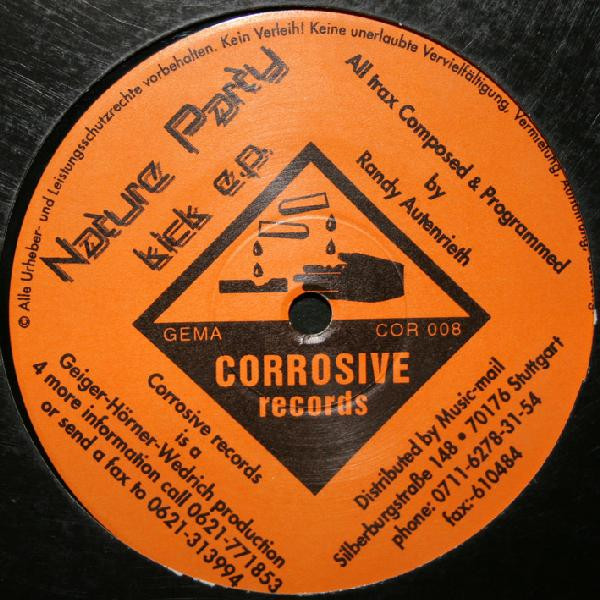 © Alle Urheber- und Leistungsschutzrechte vorbehalten. Kein Verleih! Keine unerlaubte Vervielfältigung, Vermietung, Aufführung,
Nature Party
kick e.p.
All trax Composed & Programmed
by
Randy Autenrieth
GEMA
COR 008
CORROSIVE
records
Corrosive records
is a
Geiger-Hörner-Wedrich production
4 more information call 0621-771853
or send a fax to 0621-313994
Distributed by Music-mail
Silberburgstraße 148 • 70176 Stuttgart
phone: 0711-6278-31-54
fax:-610484